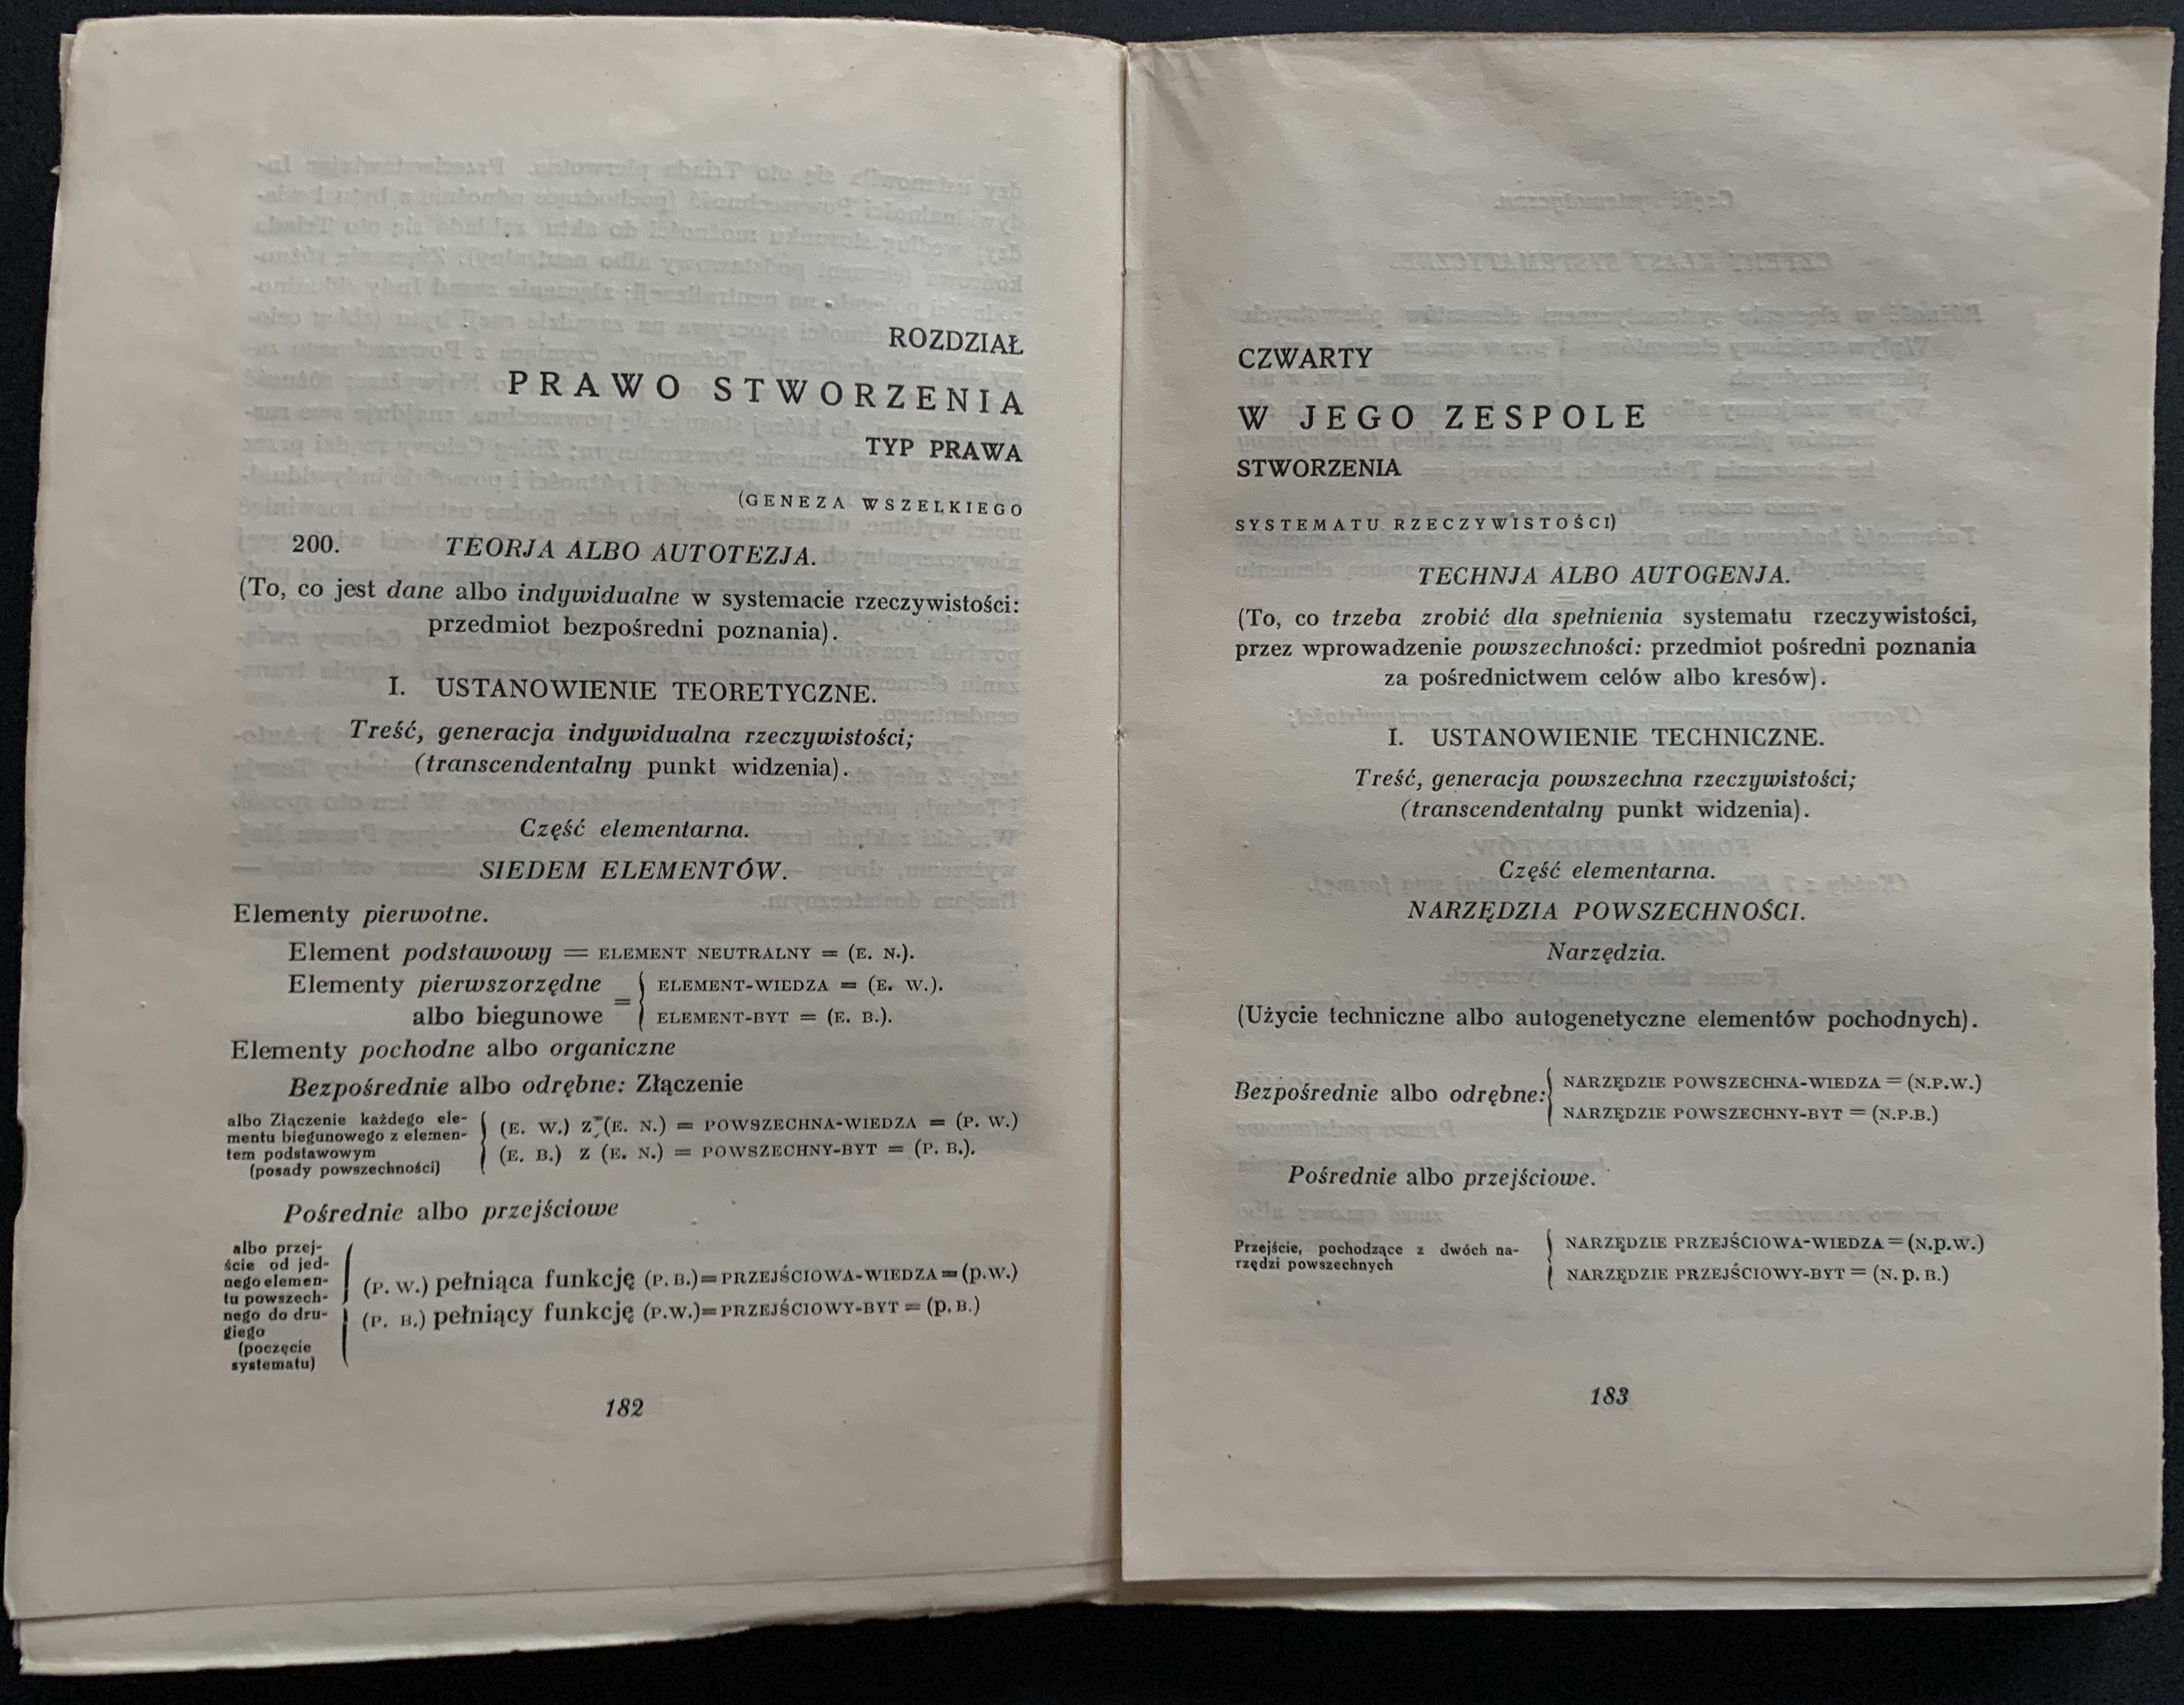 ROZDZIAŁ
PRAWO STWORZENIA
TYP PRAWA
(GENEZA WSZELKIEGO
200. TEORJA ALBO AUTOTEZJA.
(To, co jest dane albo indywidualne w systemacie rzeczywistości:
przedmiot bezpośredni poznania).
I. USTANOWIENIE TEORETYCZNE.
Treść, generacja indywidualna rzeczywistości;
(transcendentalny punkt widzenia).
Część elementarna.
SIEDEM ELEMENTÓW.
Elementy pierwotne.
Element podstawowy = ELEMENT NEUTRALNY = (E. N.).
Elementy pierwszorzędne
albo biegunowe = { ELEMENT-WIEDZA = (E. W.).
ELEMENT-BYT = (E. B.).
Elementy pochodne albo organiczne
Bezpośrednie albo odrębne: Złączenie
albo Złączenie każdego ele-
mentu biegunowego z elemen-
tem podstawowym
(posady powszechności)
{ (E. W.) Z (E. N.) = POWSZECHNA-WIEDZA = (P. W.)
(E. B.) Z (E. N.) = POWSZECHNY-BYT = (P. B.).
Pośrednie albo przejściowe
albo przej-
ście od jed-
nego elemen-
tu powszech-
nego do dru-
giego
(poczęcie
systematu)
{ (P. W.) pełniąca funkcję (P. B.)=PRZEJŚCIOWA-WIEDZA=(p.W.)
(P. B.) pełniący funkcję (P.W.)=PRZEJŚCIOWY-BYT = (p.B.)
182
CZWARTY
W JEGO ZESPOLE
STWORZENIA
SYSTEMATU RZECZYWISTOŚCI)
TECHNJA ALBO AUTOGENJA.
(To, co trzeba zrobić dla spełnienia systematu rzeczywistości,
przez wprowadzenie powszechności: przedmiot pośredni poznania
za pośrednictwem celów albo kresów).
I. USTANOWIENIE TECHNICZNE.
Treść, generacja powszechna rzeczywistości;
(transcendentalny punkt widzenia).
Część elementarna.
NARZĘDZIA POWSZECHNOŚCI.
Narzędzia.
(Użycie techniczne albo autogenetyczne elementów pochodnych).
Bezpośrednie albo odrębne: { NARZĘDZIE POWSZECHNA-WIEDZA = (N.P.W.)
NARZĘDZIE POWSZECHNY-BYT = (N.P.B.)
Pośrednie albo przejściowe.
Przejście, pochodzące z dwóch na-
rzędzi powszechnych
{ NARZĘDZIE PRZEJŚCIOWA-WIEDZA = (N.p.W.)
NARZĘDZIE PRZEJŚCIOWY-BYT = (N. p. B.)
183